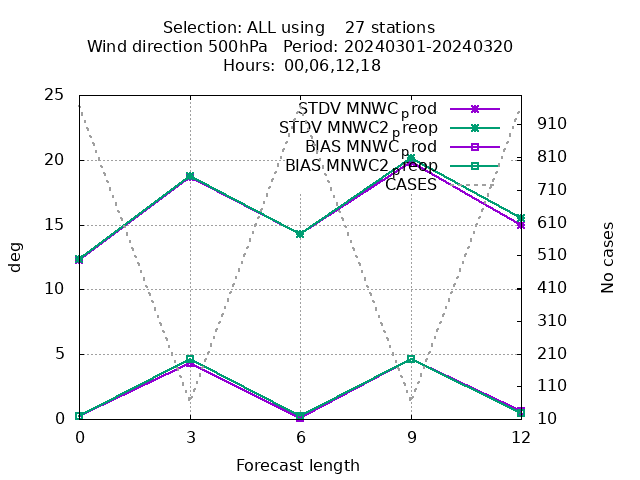 Selection: ALL using    27 stations
Wind direction 500hPa   Period: 20240301-20240320
Hours:  00,06,12,18
STDV MNWC_prod
STDV MNWC2_preop
BIAS MNWC_prod
BIAS MNWC2_preop
CASES
25
20
15
10
5
0
deg
910
810
710
610
510
410
310
210
110
10
No cases
0 3 6 9 12
Forecast length